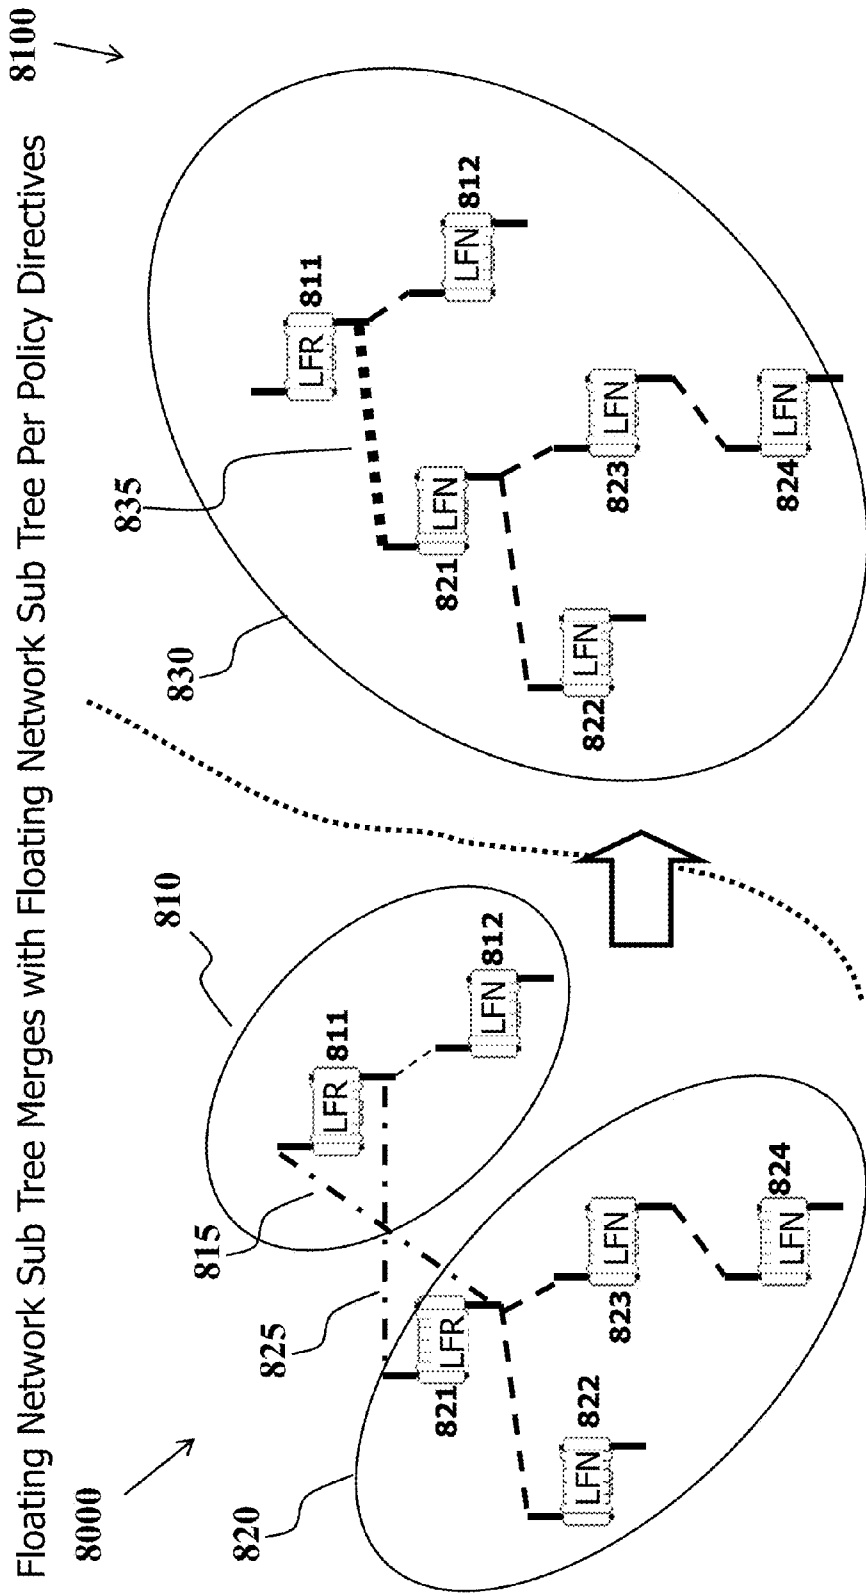 Floating Network Sub Tree Merges with Floating Network Sub Tree Per Policy Directives
8000
8100
820
825
815
810
821
LFR
811
LFR
812
LFN
822
LFN
823
LFN
824
LFN
830
835
811
LFR
812
LFN
821
LFN
822
LFN
823
LFN
824
LFN